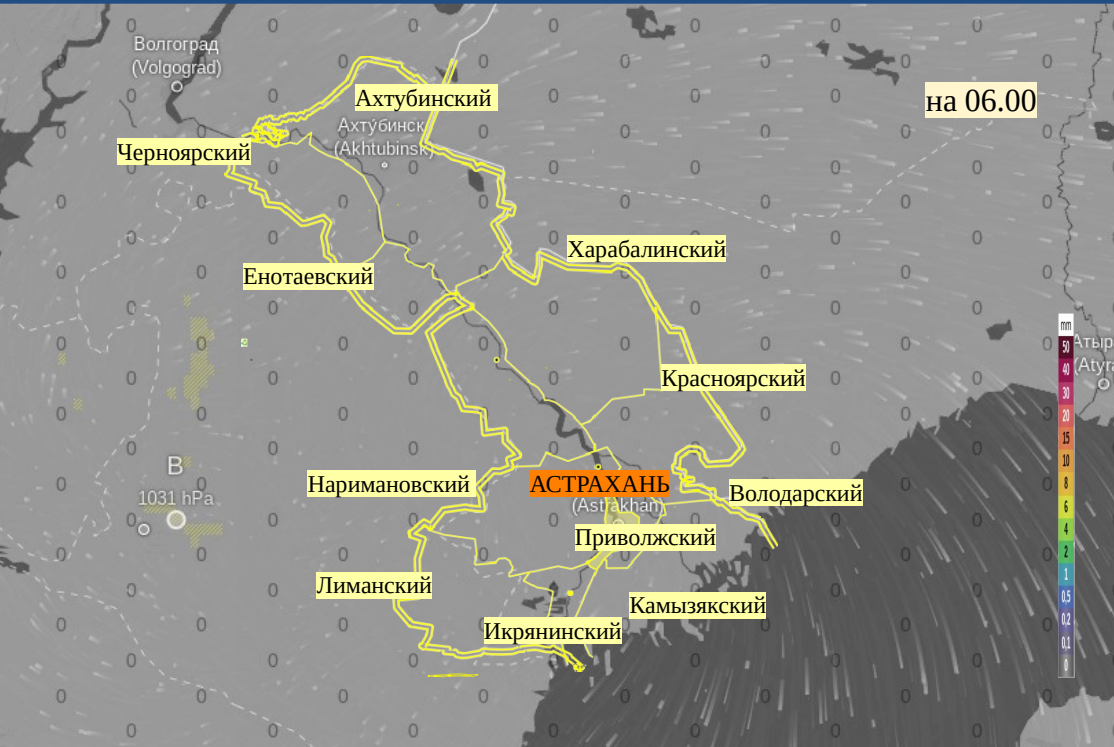 Волгоград
(Volgograd)
Ахтубинский
на 06.00
Ахту́бинск
(Akhtubinsk)
Черноярский
Харабалинский
Енотаевский
mm
50
40
30
20
15
10
8
6
4
2
1
0,5
0,2
0,1
0
Атыр
(Atyra
Красноярский
В
1031 hPa
Наримановский
АСТРАХАНЬ
(Astrakhan)
Володарский
Приволжский
Лиманский
Камызякский
Икрянинский